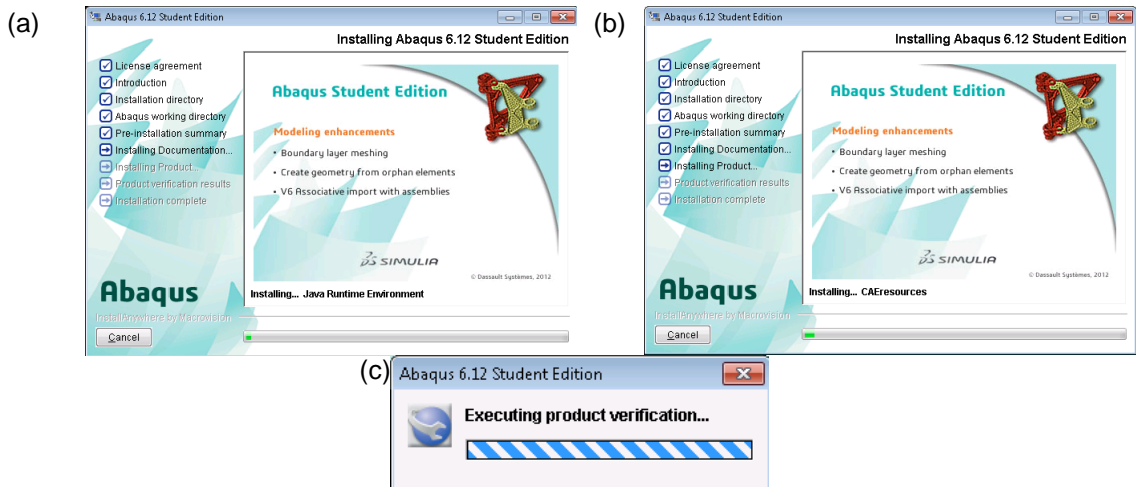 (a)
Abaqus 6.12 Student Edition
Installing Abaqus 6.12 Student Edition
License agreement
Introduction
Installation directory
Abaqus working directory
Pre-installation summary
Installing Documentation...
Installing Product...
Product verification results
Installation complete
Abaqus Student Edition
Modeling enhancements
• Boundary layer meshing
• Create geometry from orphan elements
• V6 Associative import with assemblies
SIMULIA
© Dassault Systèmes, 2012
Abaqus
Installing... Java Runtime Environment
InstallAnywhere by Macrovision
Cancel
(b)
Abaqus 6.12 Student Edition
Installing Abaqus 6.12 Student Edition
License agreement
Introduction
Installation directory
Abaqus working directory
Pre-installation summary
Installing Documentation...
Installing Product...
Product verification results
Installation complete
Abaqus Student Edition
Modeling enhancements
• Boundary layer meshing
• Create geometry from orphan elements
• V6 Associative import with assemblies
SIMULIA
© Dassault Systèmes, 2012
Abaqus
Installing... CAEresources
InstallAnywhere by Macrovision
Cancel
(c)
Abaqus 6.12 Student Edition
Executing product verification...